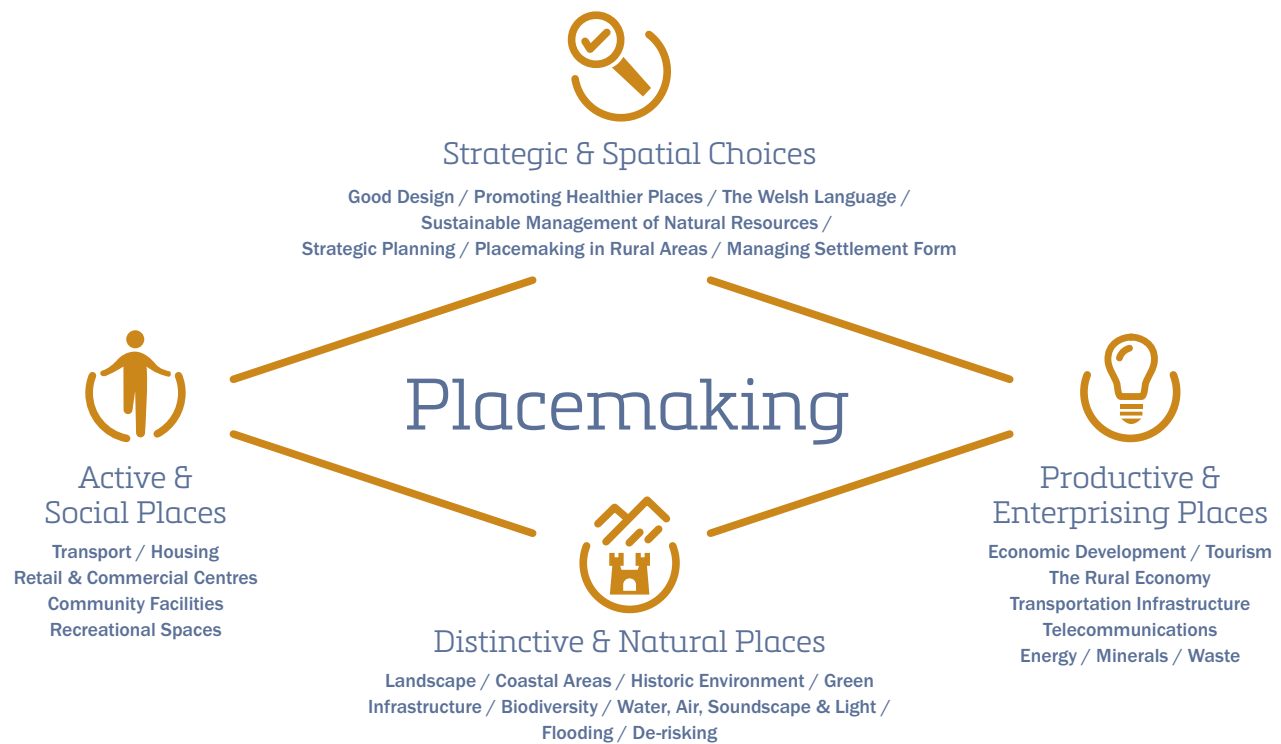 Strategic & Spatial Choices
Good Design / Promoting Healthier Places / The Welsh Language /
Sustainable Management of Natural Resources /
Strategic Planning / Placemaking in Rural Areas / Managing Settlement Form
Placemaking
Active &
Social Places
Transport / Housing
Retail & Commercial Centres
Community Facilities
Recreational Spaces
Productive &
Enterprising Places
Economic Development / Tourism
The Rural Economy
Transportation Infrastructure
Telecommunications
Energy / Minerals / Waste
Distinctive & Natural Places
Landscape / Coastal Areas / Historic Environment / Green
Infrastructure / Biodiversity / Water, Air, Soundscape & Light /
Flooding / De-risking